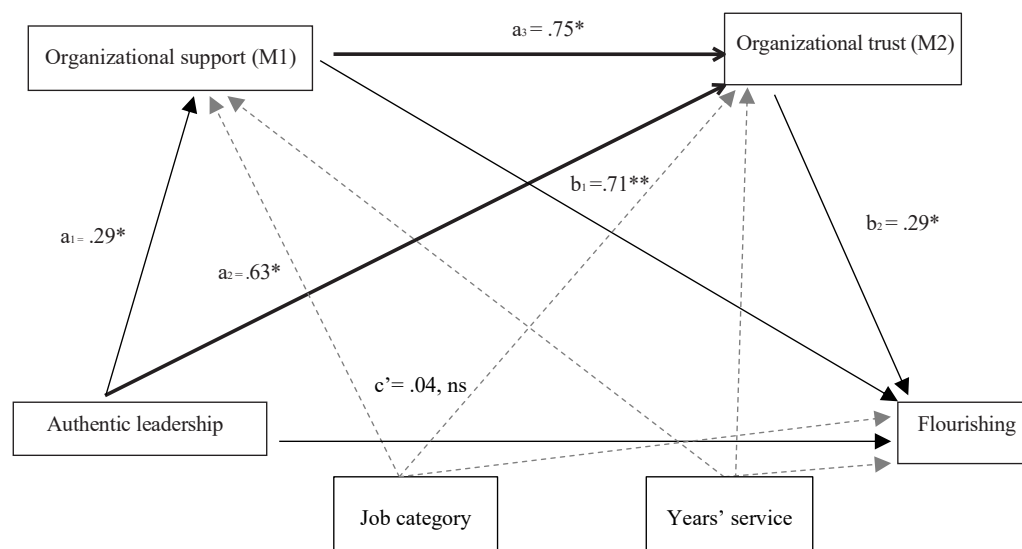 a₃ = .75*
Organizational support (M1)
Organizational trust (M2)
b₁ =.71**
b₂ = .29*
a₁ = .29*
a₂ = .63*
c’= .04, ns
Authentic leadership
Flourishing
Job category
Years’ service